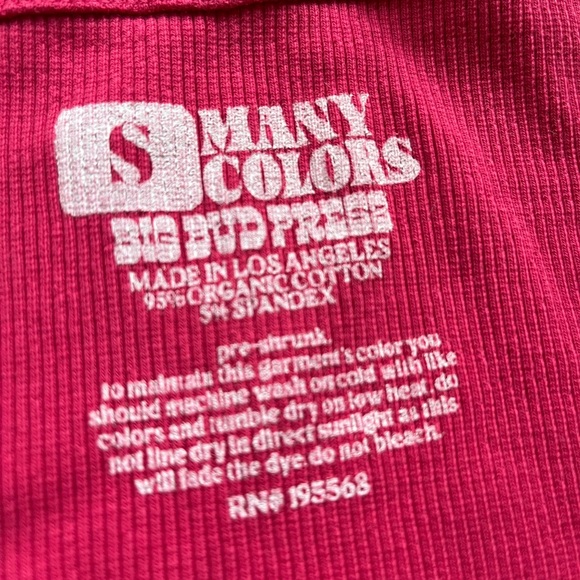 S
MANY
COLORS
BIG BUD PRESS
MADE IN LOS ANGELES
95% ORGANIC COTTON
5% SPANDEX
pre-shrunk.
to maintain this garment's color you
should machine wash on cold with like
colors and tumble dry on low heat. do
not line dry in direct sunlight as this
will fade the dye do not bleach.
RN# 195568